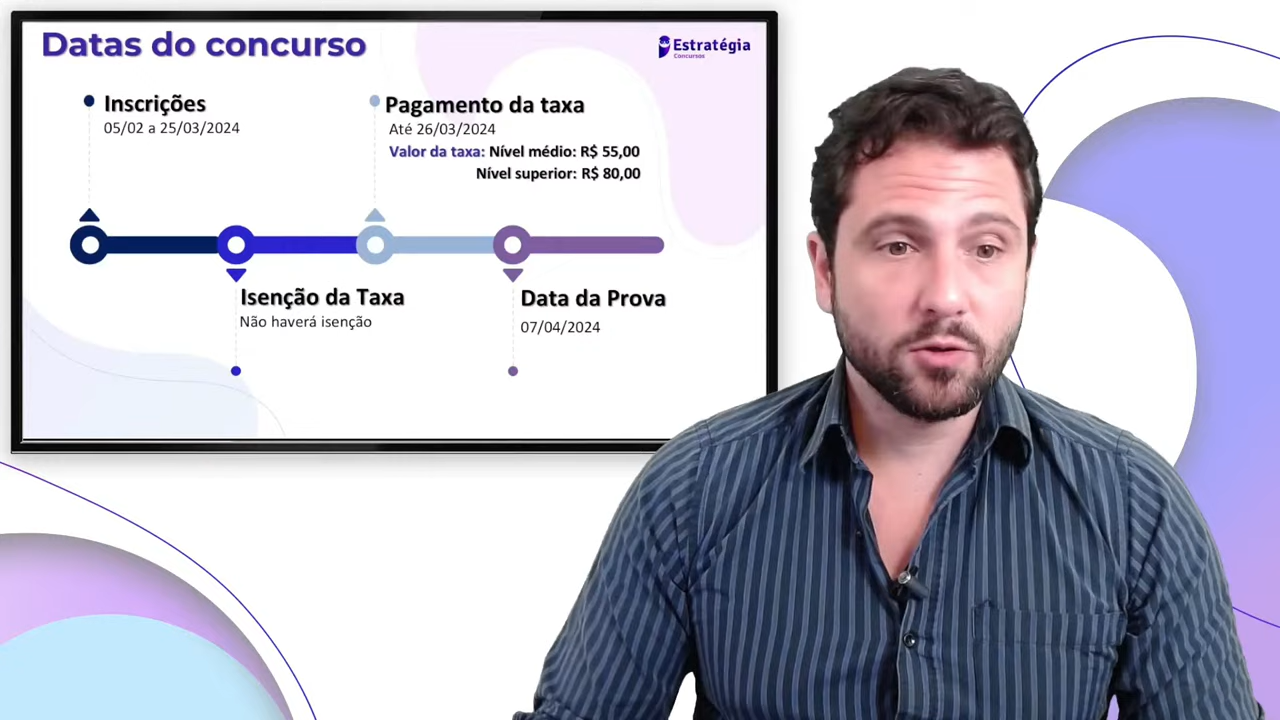 Datas do concurso
Estratégia
Concursos
Inscrições
05/02 a 25/03/2024
Pagamento da taxa
Até 26/03/2024
Valor da taxa: Nível médio: R$ 55,00
Nível superior: R$ 80,00
Isenção da Taxa
Não haverá isenção
Data da Prova
07/04/2024